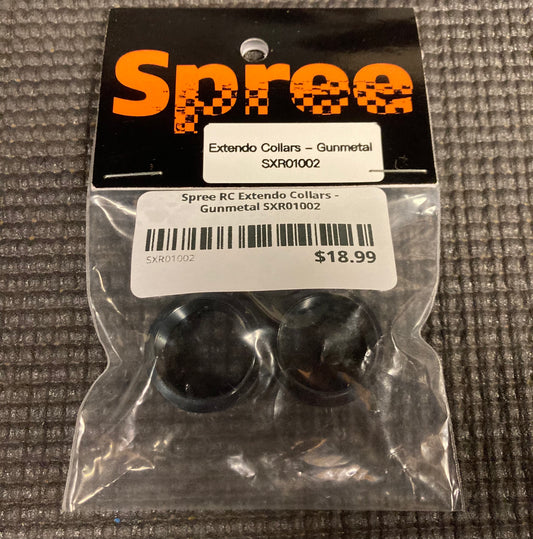 Spree
Extendo Collars – Gunmetal
SXR01002
Spree RC Extendo Collars -
Gunmetal SXR01002
SXR01002
$18.99